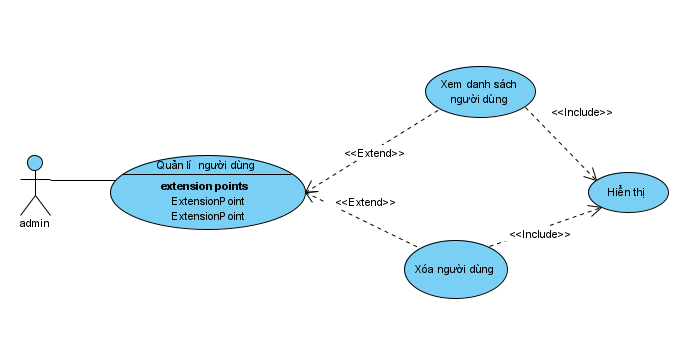 Xem danh sách
người dùng
<<Include>>
<<Extend>>
Quản lí người dùng
extension points
ExtensionPoint
ExtensionPoint
admin
<<Extend>>
Hiển thị
<<Include>>
Xóa người dùng